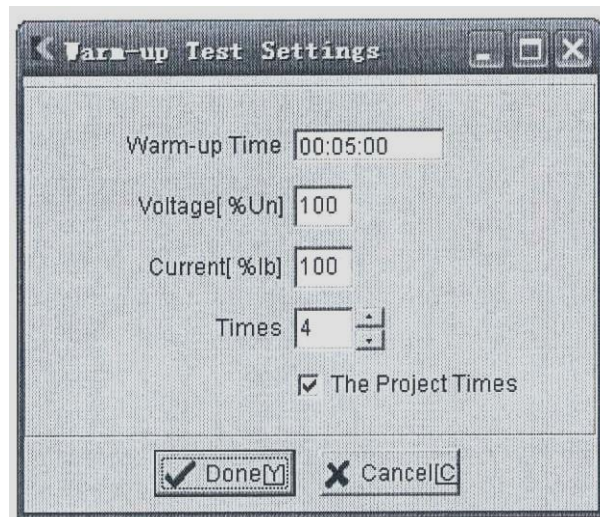 Warm-up Test Settings
Warm-up Time 00:05:00
Voltage[ %Un] 100
Current[ %Ib] 100
Times 4
The Project Times
Done[Y]
Cancel[C